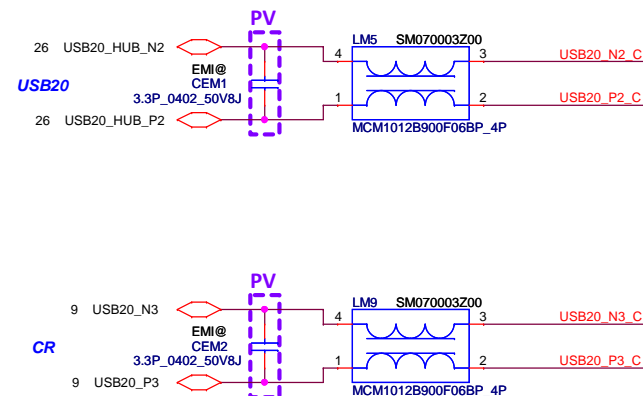 PV
LM5 SM070003Z00
26 USB20_HUB_N2 4 3 USB20_N2_C
EMI@
USB20 CEM1
3.3P_0402_50V8J 1 2 USB20_P2_C
26 USB20_HUB_P2
MCM1012B900F06BP_4P
PV
LM9 SM070003Z00
9 USB20_N3 4 3 USB20_N3_C
EMI@
CR CEM2
3.3P_0402_50V8J 1 2 USB20_P3_C
9 USB20_P3
MCM1012B900F06BP_4P